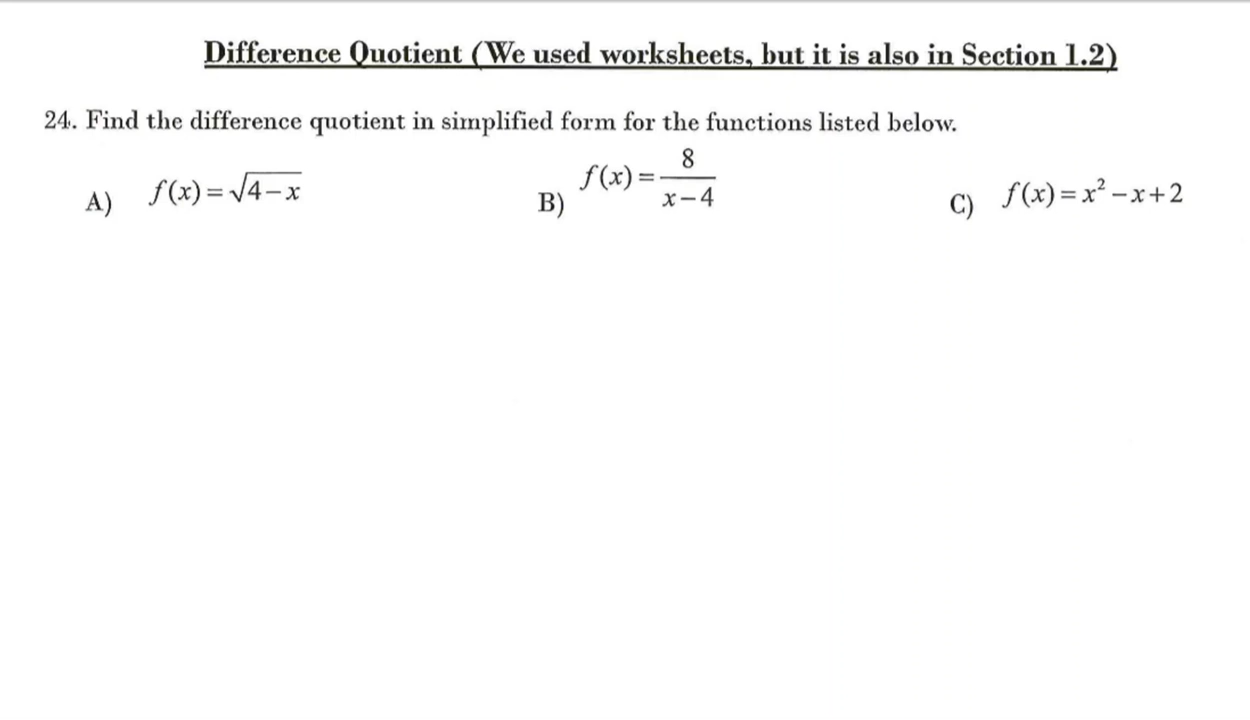 Difference Quotient (We used worksheets, but it is also in Section 1.2)
24. Find the difference quotient in simplified form for the functions listed below.
A) f(x)=√(4−x) B) f(x)=8/(x−4) C) f(x)=x²−x+2